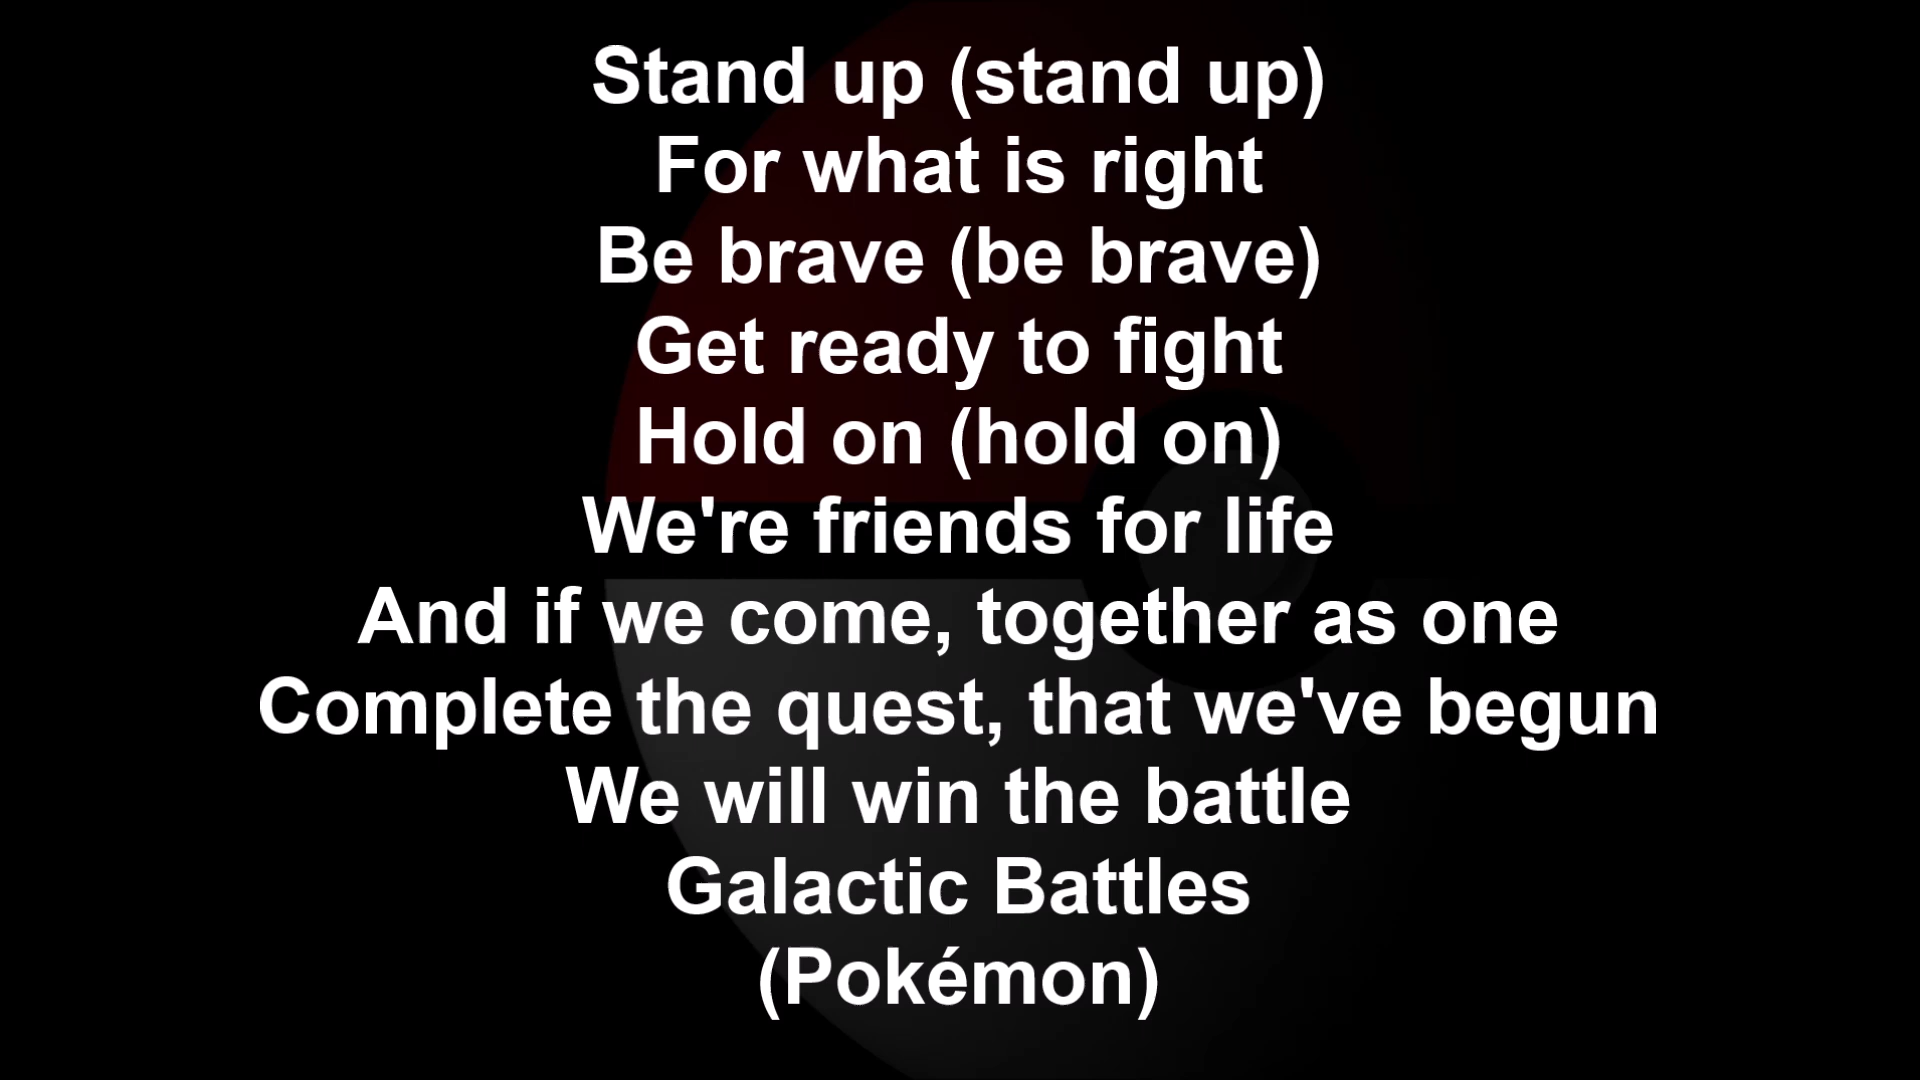 Stand up (stand up)
For what is right
Be brave (be brave)
Get ready to fight
Hold on (hold on)
We're friends for life
And if we come, together as one
Complete the quest, that we've begun
We will win the battle
Galactic Battles
(Pokémon)